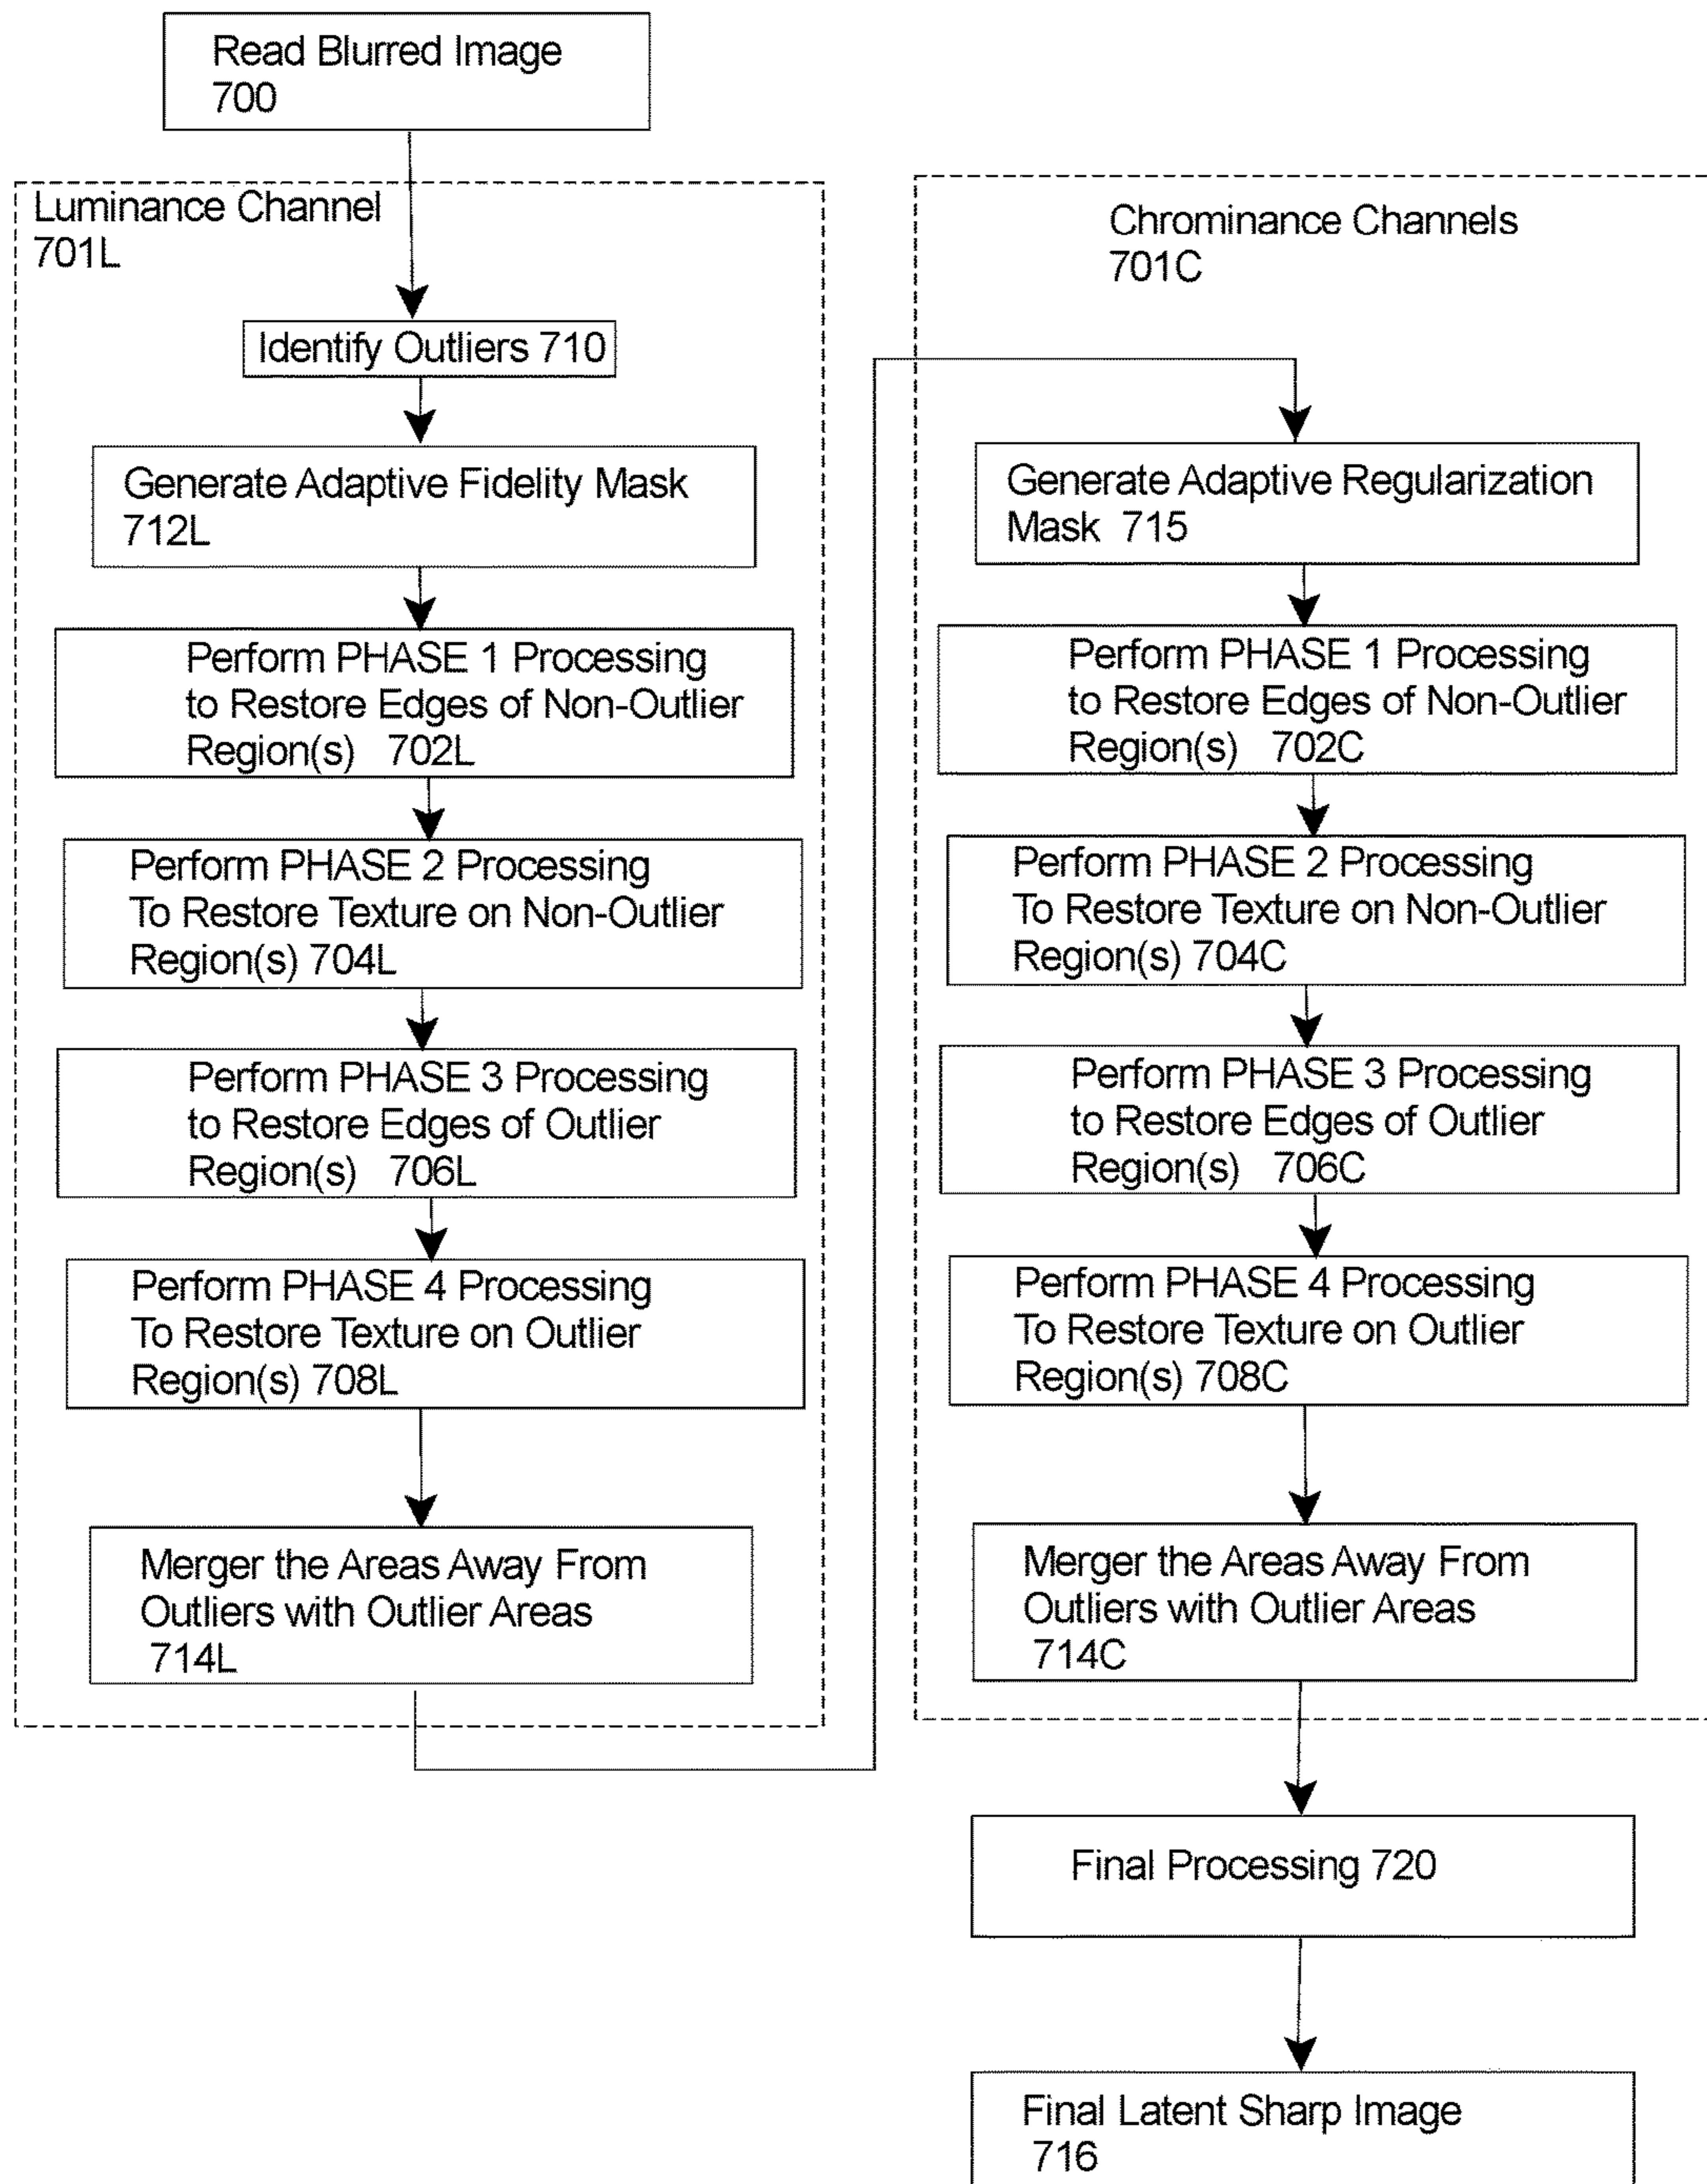 Read Blurred Image
700
Luminance Channel
701L
Identify Outliers 710
Generate Adaptive Fidelity Mask
712L
Perform PHASE 1 Processing
to Restore Edges of Non-Outlier
Region(s) 702L
Perform PHASE 2 Processing
To Restore Texture on Non-Outlier
Region(s) 704L
Perform PHASE 3 Processing
to Restore Edges of Outlier
Region(s) 706L
Perform PHASE 4 Processing
To Restore Texture on Outlier
Region(s) 708L
Merger the Areas Away From
Outliers with Outlier Areas
714L
Chrominance Channels
701C
Generate Adaptive Regularization
Mask 715
Perform PHASE 1 Processing
to Restore Edges of Non-Outlier
Region(s) 702C
Perform PHASE 2 Processing
To Restore Texture on Non-Outlier
Region(s) 704C
Perform PHASE 3 Processing
to Restore Edges of Outlier
Region(s) 706C
Perform PHASE 4 Processing
To Restore Texture on Outlier
Region(s) 708C
Merger the Areas Away From
Outliers with Outlier Areas
714C
Final Processing 720
Final Latent Sharp Image
716